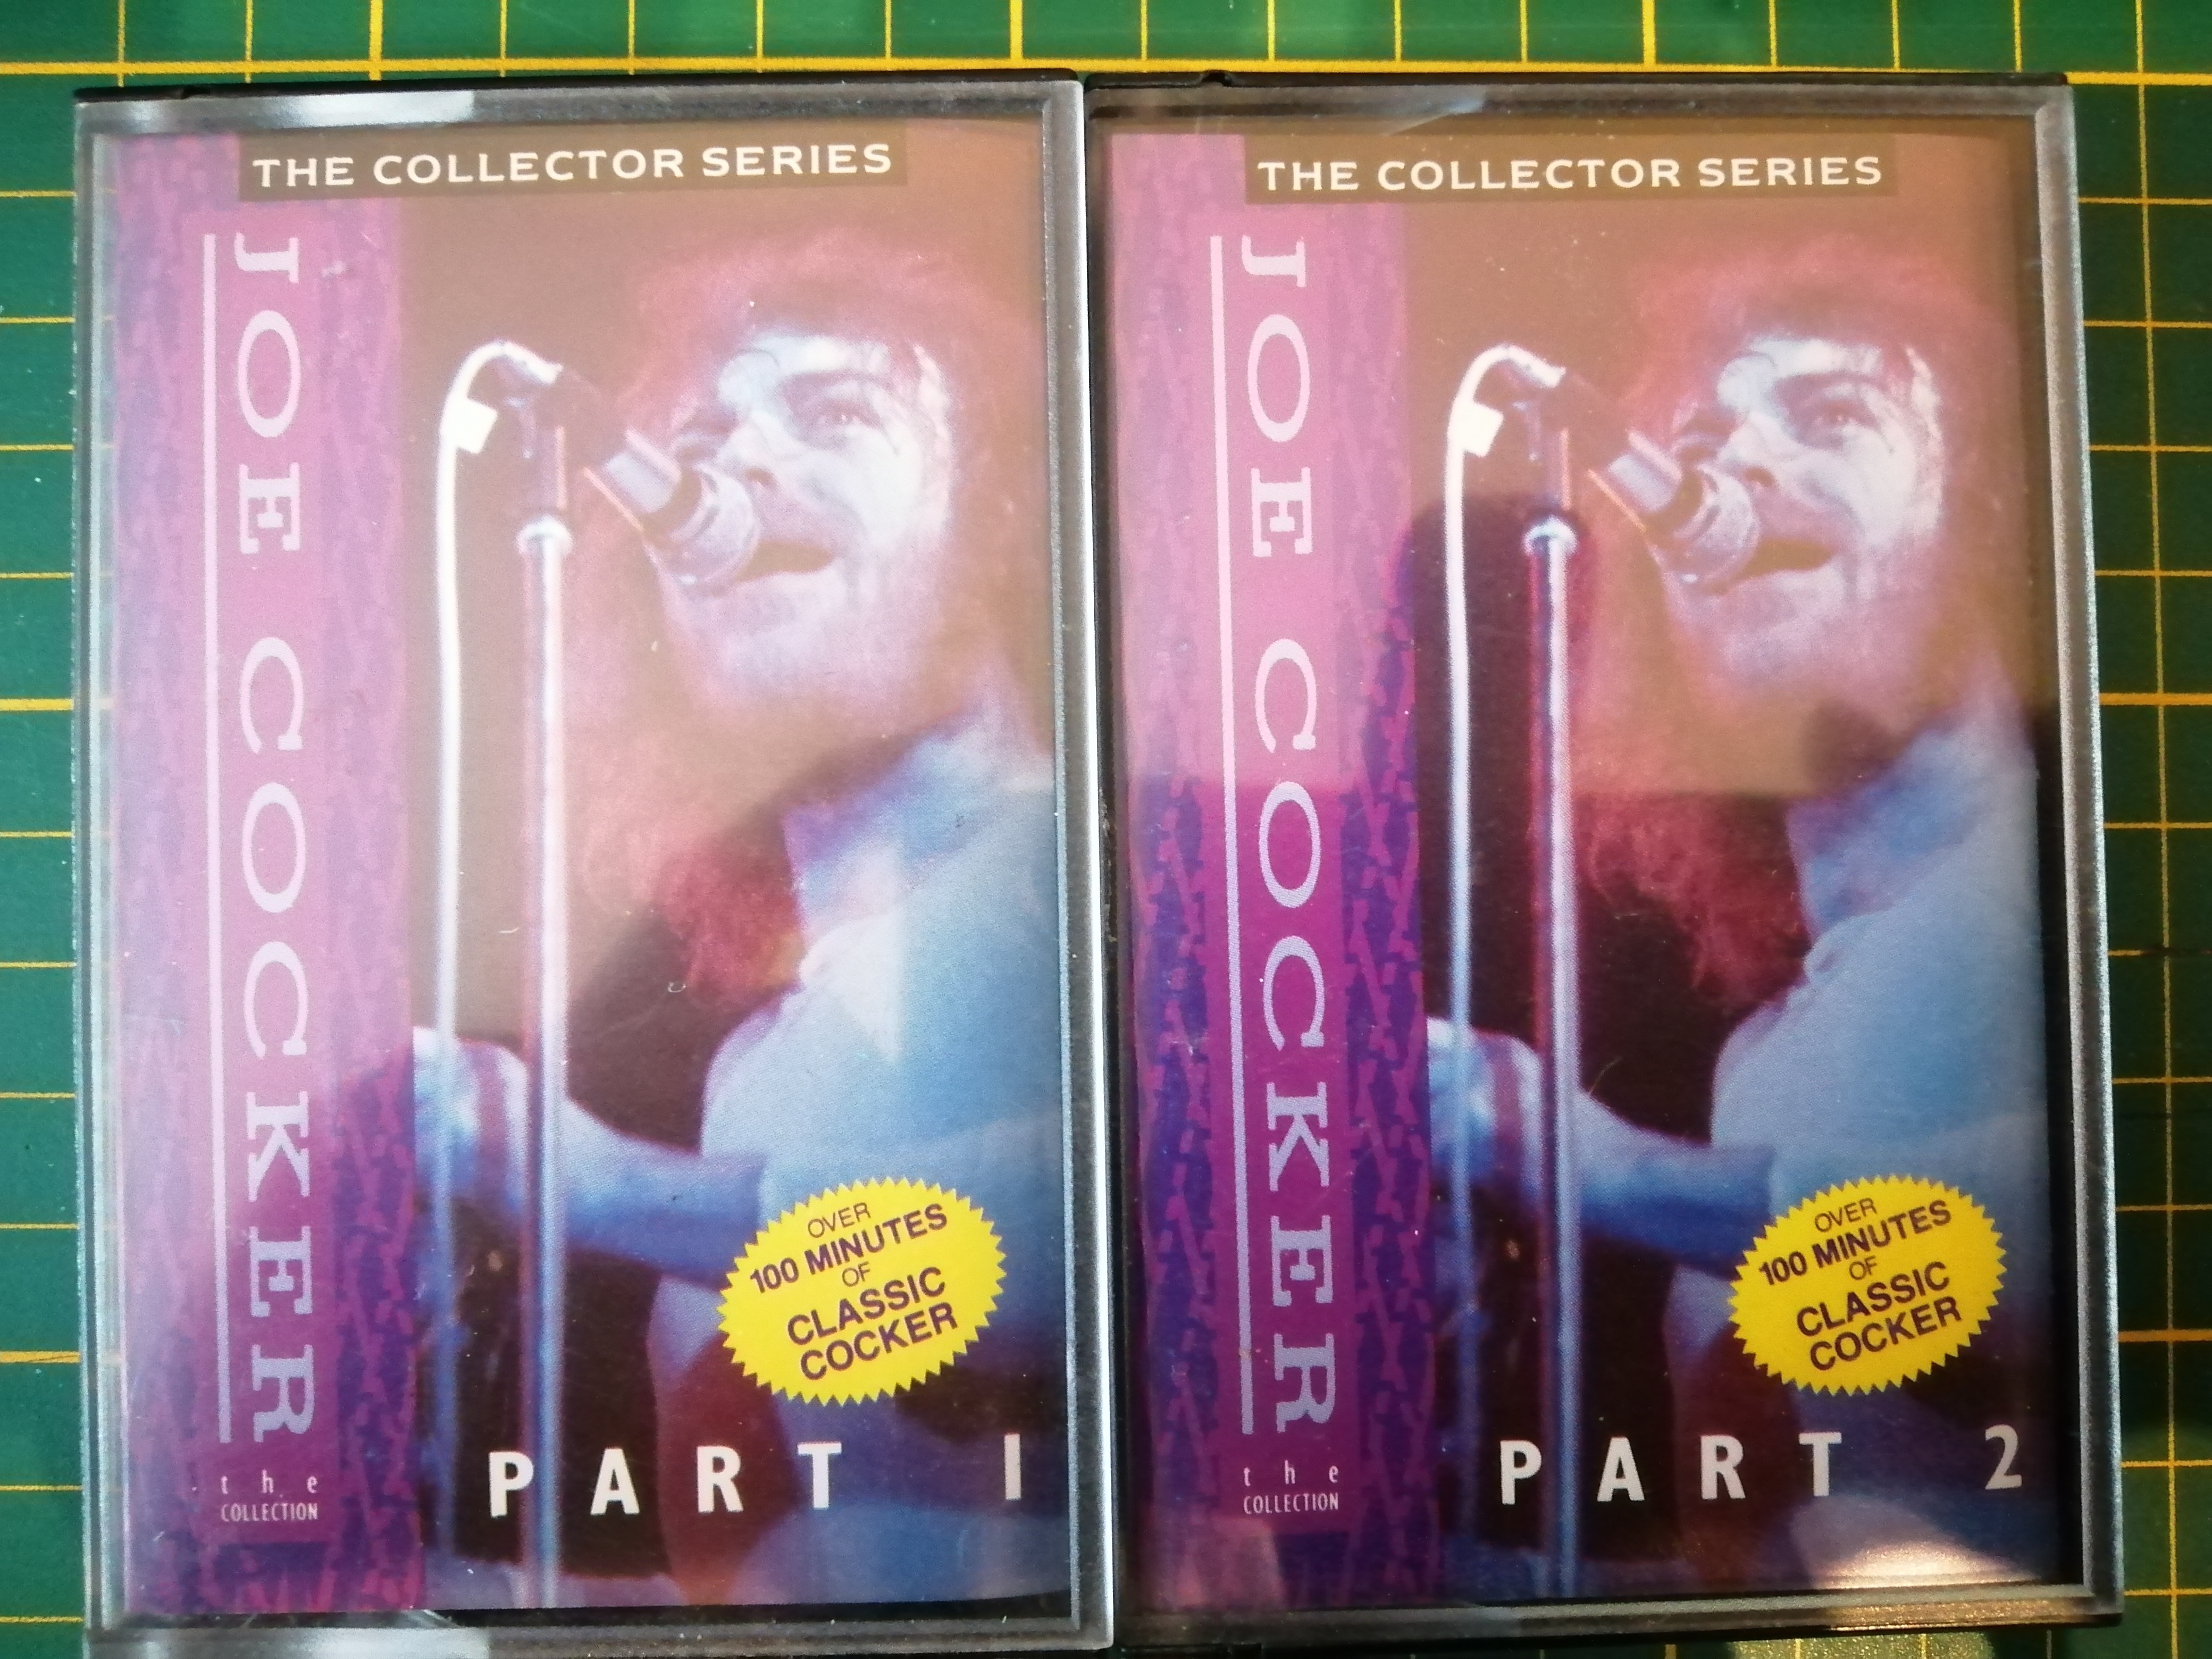 THE COLLECTOR SERIES
JOE COCKER
the
COLLECTION
OVER
100 MINUTES
OF
CLASSIC
COCKER
PART 1
THE COLLECTOR SERIES
JOE COCKER
the
COLLECTION
OVER
100 MINUTES
OF
CLASSIC
COCKER
PART 2